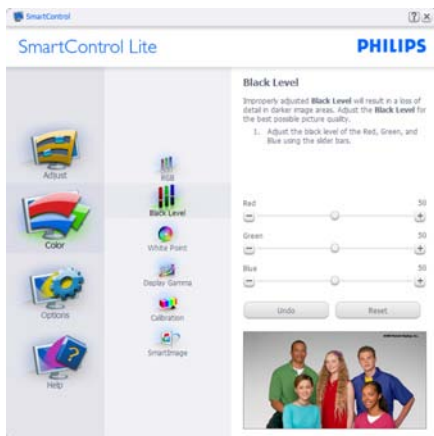 SmartControl
SmartControl Lite
PHILIPS
Adjust
Color
Options
Help
RGB
Black Level
White Point
Display Gamma
Calibration
SmartImage
Black Level
Improperly adjusted Black Level will result in a loss of
detail in darker image areas. Adjust the Black Level for
the best possible picture quality.
1. Adjust the black level of the Red, Green, and
Blue using the slider bars.
Red 50
Green 50
Blue 50
Undo Reset